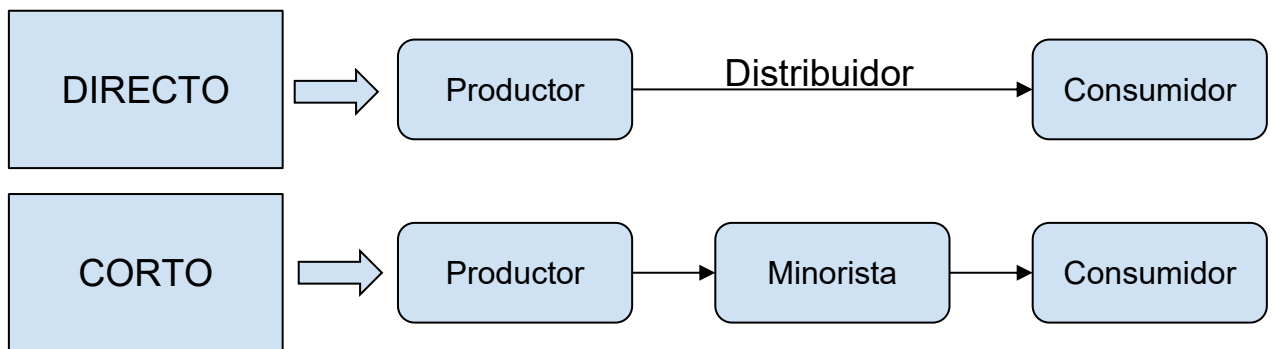 DIRECTO
Productor
Distribuidor
Consumidor
CORTO
Productor
Minorista
Consumidor